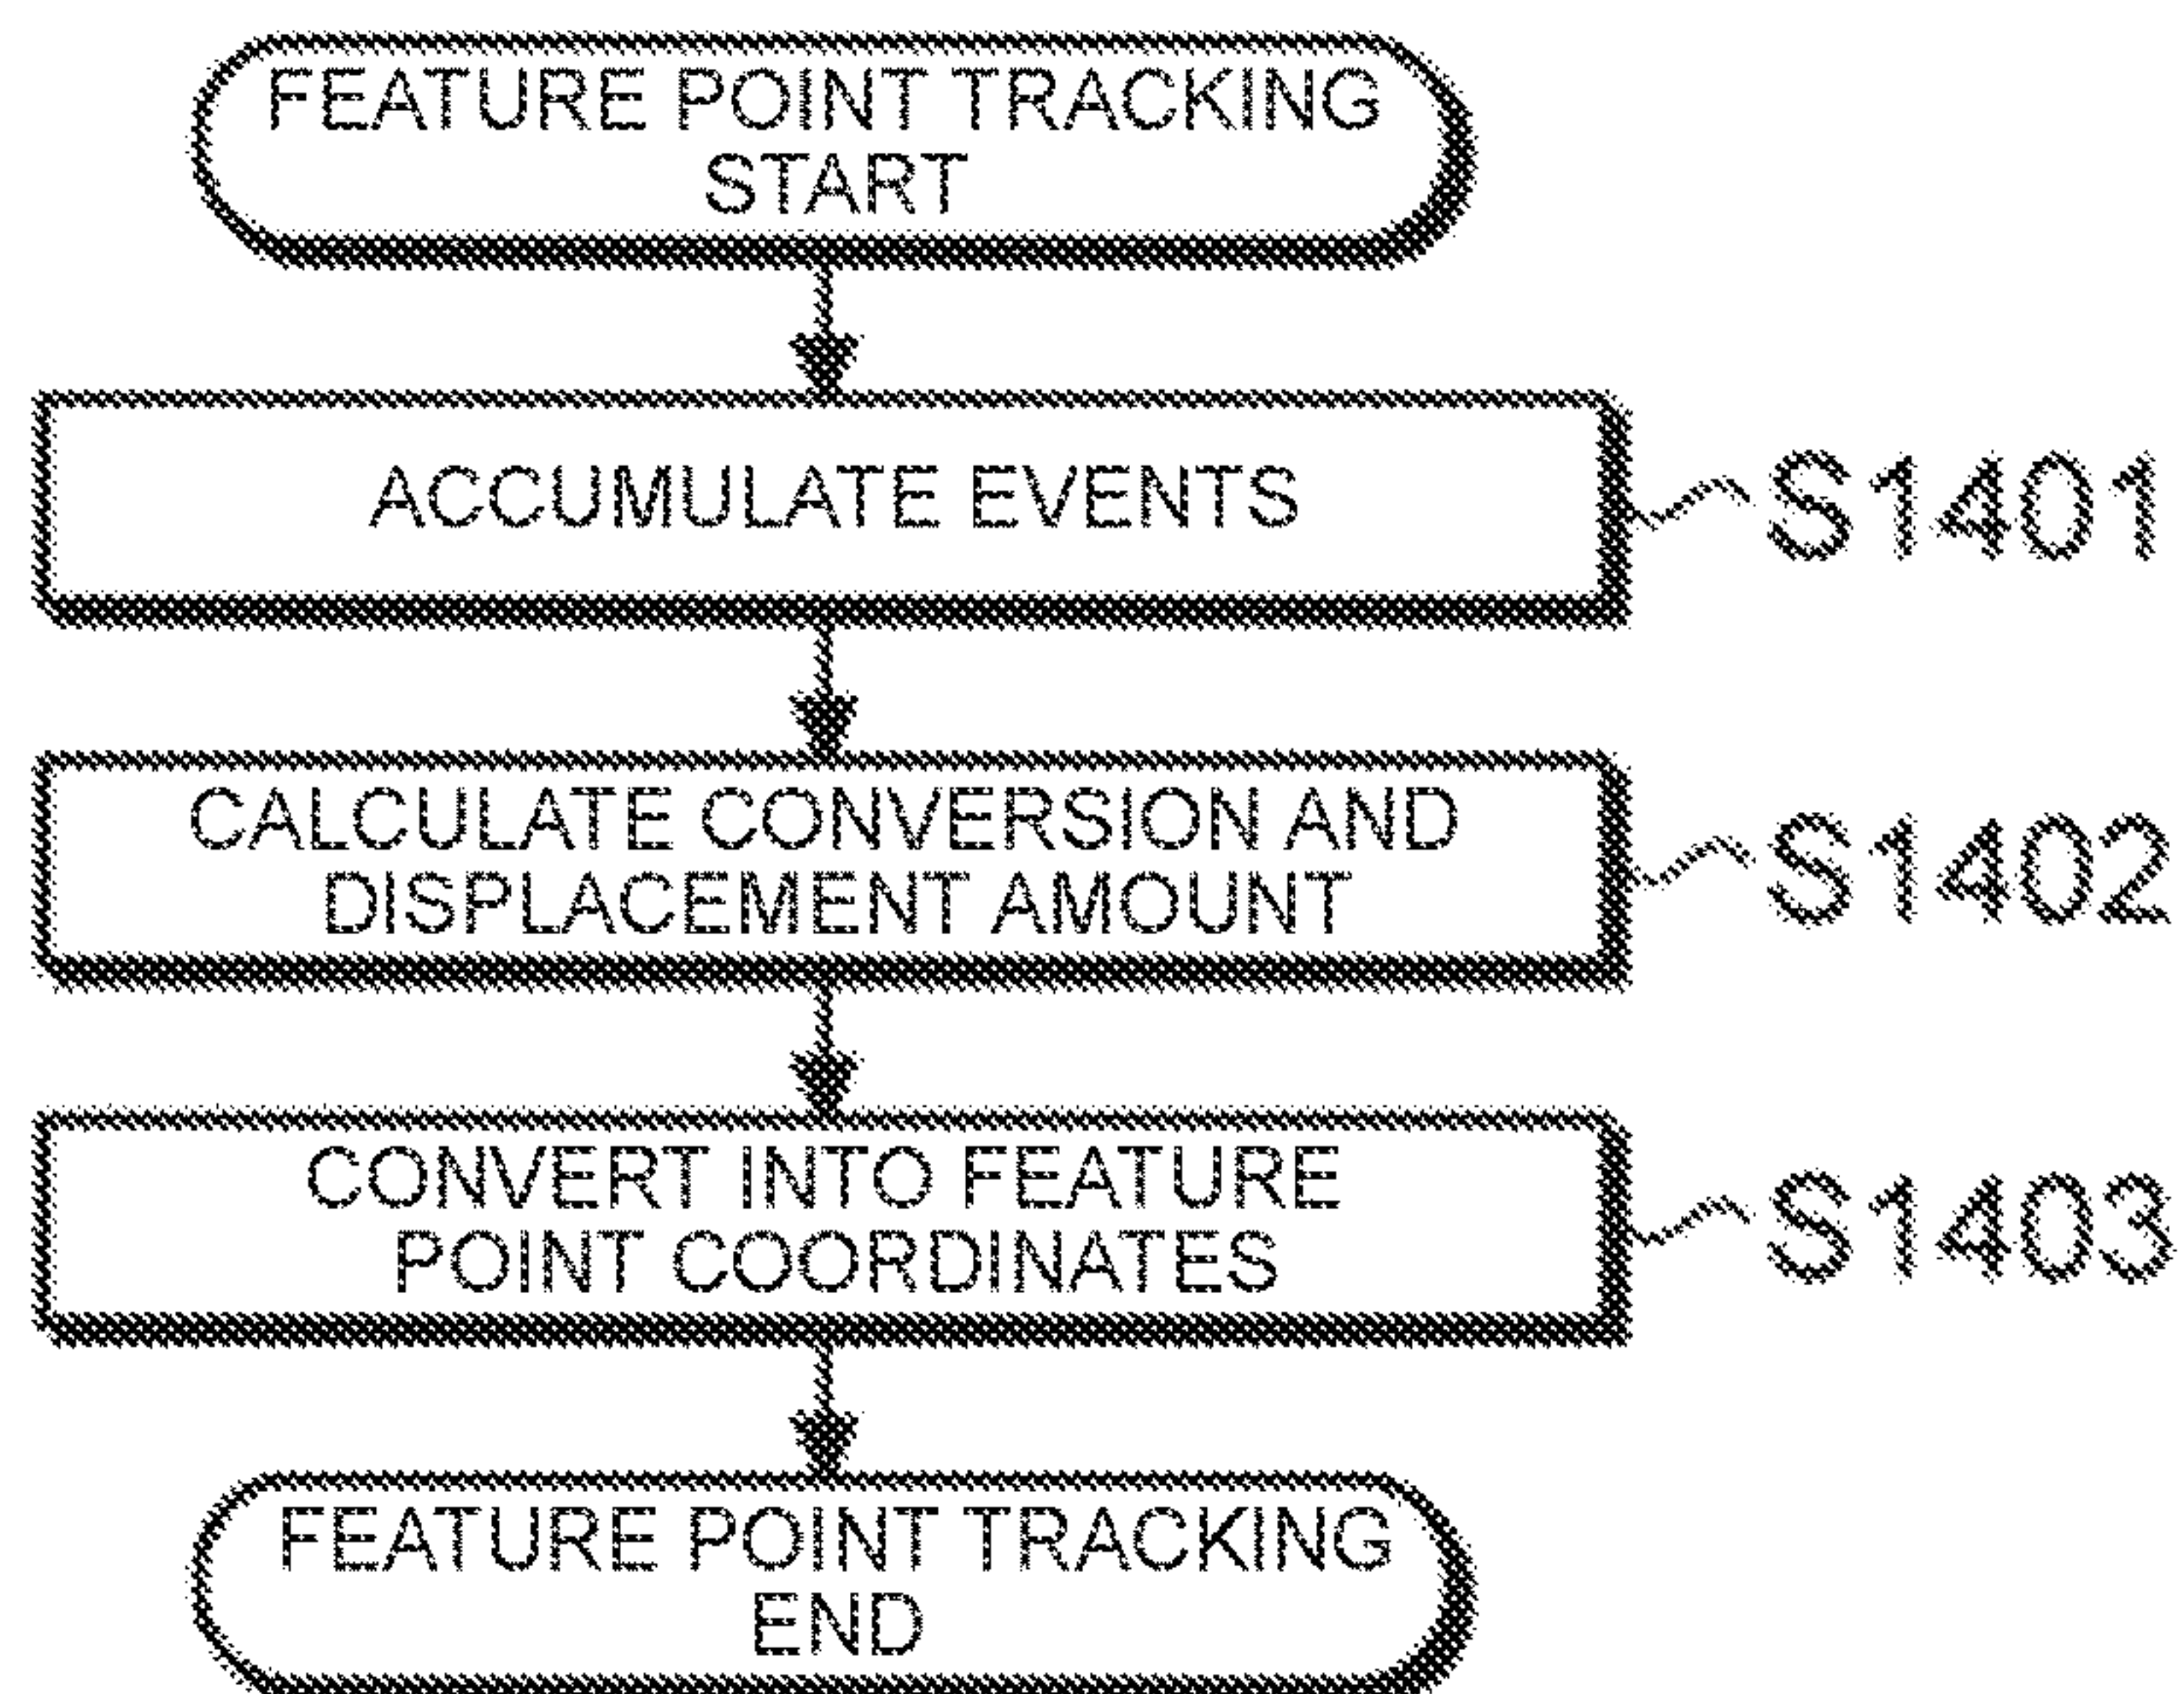 FEATURE POINT TRACKING
START
ACCUMULATE EVENTS
S1401
CALCULATE CONVERSION AND
DISPLACEMENT AMOUNT
S1402
CONVERT INTO FEATURE
POINT COORDINATES
S1403
FEATURE POINT TRACKING
END